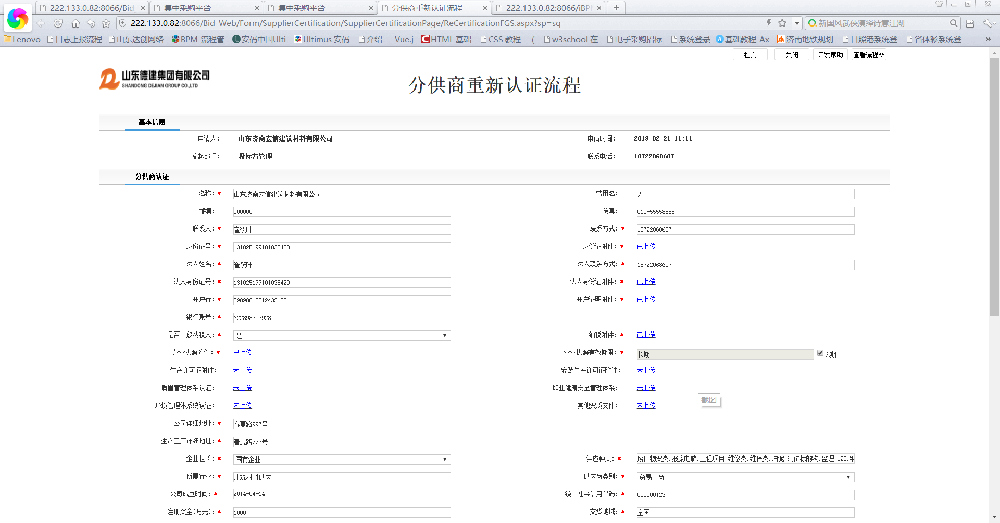 222.133.0.82:8066/Bid_
集中采购平台
集中采购平台
分供商重新认证流程
222.133.0.82:8066/iBPM
222.133.0.82:8066/Bid_Web/Form/SupplierCertification/SupplierCertificationPage/ReCertificationFGS.aspx?sp=sq
新国风武侠演绎诗意江湖
Lenovo 日志上报流程 山东达创网络 BPM-流程管 安码中国Ulti Ultimus 安码 介绍 — Vue.j HTML 基础 CSS 教程-- ( w3school 在 电子采购招标 系统登录 基础教程-Ax 济南地铁规划 日照港系统登 省体彩系统登 »
提交 关闭 开发帮助 查看流程图
山东德建集团有限公司
SHANDONG DEJIAN GROUP CO.,LTD
分供商重新认证流程
基本信息
申请人: 山东济南宏信建筑材料有限公司 申请时间: 2019-02-21 11:11
发起部门: 投标方管理 联系电话: 18722068607
分供商认证
名称: * 山东济南宏信建筑材料有限公司 曾用名: 无
邮编: 000000 传真: 010-55558888
联系人: * 崔筱叶 联系方式: * 18722068607
身份证号: * 131025199101035420 身份证附件: * 已上传
法人姓名: * 崔筱叶 法人联系方式: * 18722068607
法人身份证号: * 131025199101035420 法人身份证附件: * 已上传
开户行: * 29098012312432123 开户证明附件: * 已上传
银行账号: * 622898703928
是否一般纳税人: * 是 纳税附件: * 已上传
营业执照附件: * 已上传 营业执照有效期限: * 长期 长期
生产许可证附件: 未上传 安装生产许可证附件: 未上传
质量管理体系认证: 未上传 职业健康安全管理体系: 未上传
环境管理体系统认证: 未上传 其他资质文件: 未上传
截图
公司详细地址: * 春夏路997号
生产工厂详细地址: * 春夏路997号
企业性质: * 国有企业 供应种类: * 废旧物资类,报废电脑,工程项目,维修类,维保类,油泥,测试标的物,监理,123,钢
所属行业: * 建筑材料供应 供应商类别: * 贸易厂商
公司成立时间: * 2014-04-14 统一社会信用代码: * 000000123
注册资金(万元): * 1000 交货地域: * 全国